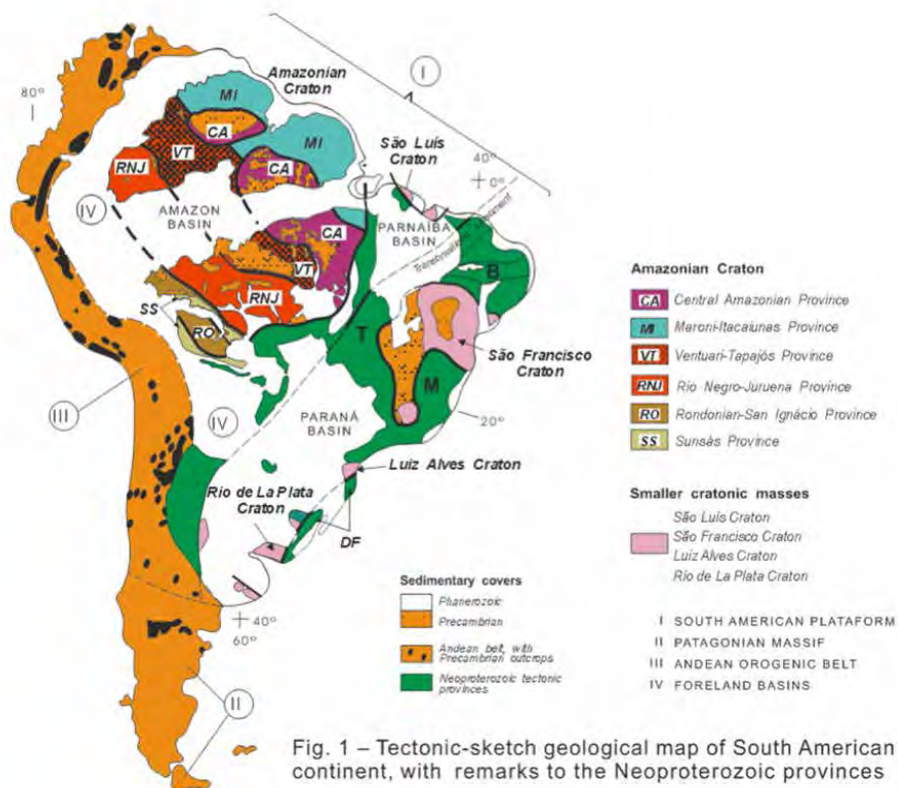 I
Amazonian
Craton
80°
MI
CA
MI
São Luís
Craton
40°
0°
VT
RNJ
CA
IV
AMAZON
BASIN
PARNAÍBA
BASIN
CA
VT
B
SS
RNJ
RO
T
São Francisco
Craton
M
III
IV
PARANÁ
BASIN
20°
Luiz Alves Craton
Río de La Plata
Craton
DF
40°
60°
II
Amazonian Craton
CA Central Amazonian Province
MI Maroni-Itacaiunas Province
VT Ventuari-Tapajós Province
RNJ Rio Negro-Juruena Province
RO Rondonian-San Ignácio Province
SS Sunsás Province
Smaller cratonic masses
São Luís Craton
São Francisco Craton
Luiz Alves Craton
Río de La Plata Craton
Sedimentary covers
Phanerozoic
Precambrian
Andean belt, with
Precambrian outcrops
Neoproterozoic tectonic
provinces
I SOUTH AMERICAN PLATAFORM
II PATAGONIAN MASSIF
III ANDEAN OROGENIC BELT
IV FORELAND BASINS
Fig. 1 – Tectonic-sketch geological map of South American
continent, with remarks to the Neoproterozoic provinces